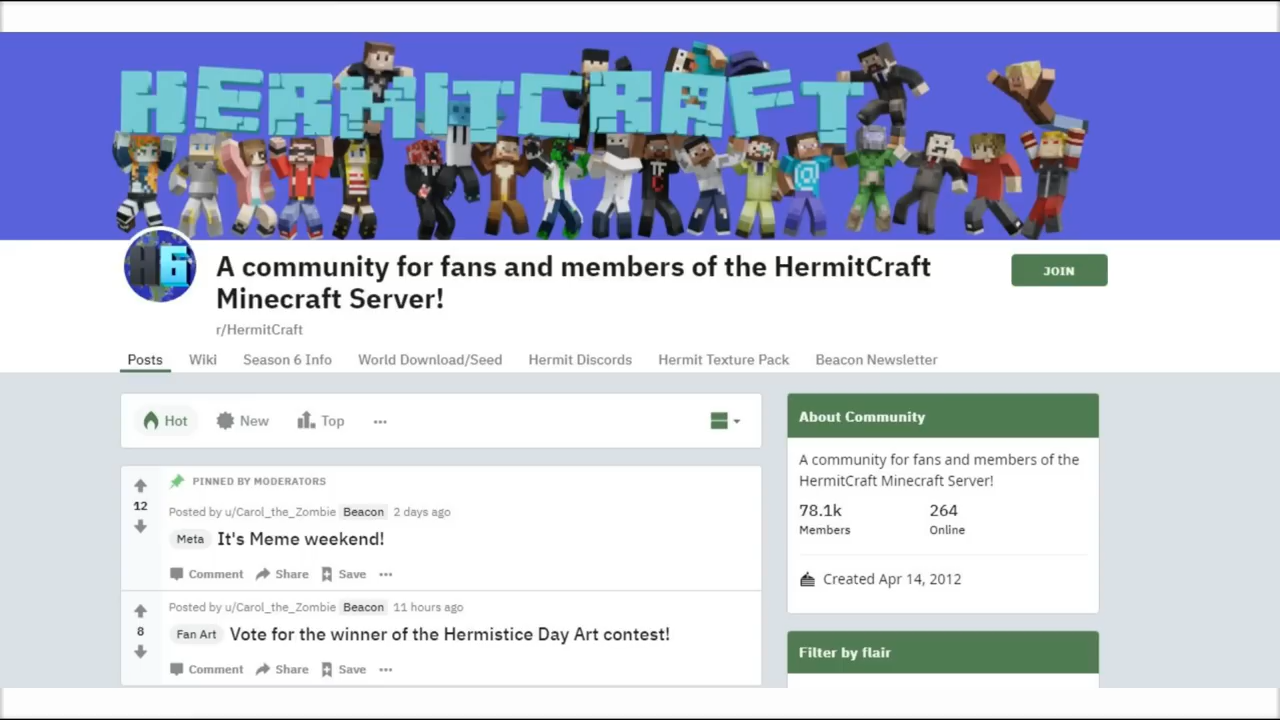 HERMITCRAFT
H6
A community for fans and members of the HermitCraft
Minecraft Server!
JOIN
r/HermitCraft
Posts Wiki Season 6 Info World Download/Seed Hermit Discords Hermit Texture Pack Beacon Newsletter
Hot New Top ...
PINNED BY MODERATORS
12
Posted by u/Carol_the_Zombie Beacon 2 days ago
Meta It's Meme weekend!
Comment Share Save ...
Posted by u/Carol_the_Zombie Beacon 11 hours ago
8
Fan Art Vote for the winner of the Hermistice Day Art contest!
Comment Share Save ...
About Community
A community for fans and members of the
HermitCraft Minecraft Server!
78.1k 264
Members Online
Created Apr 14, 2012
Filter by flair